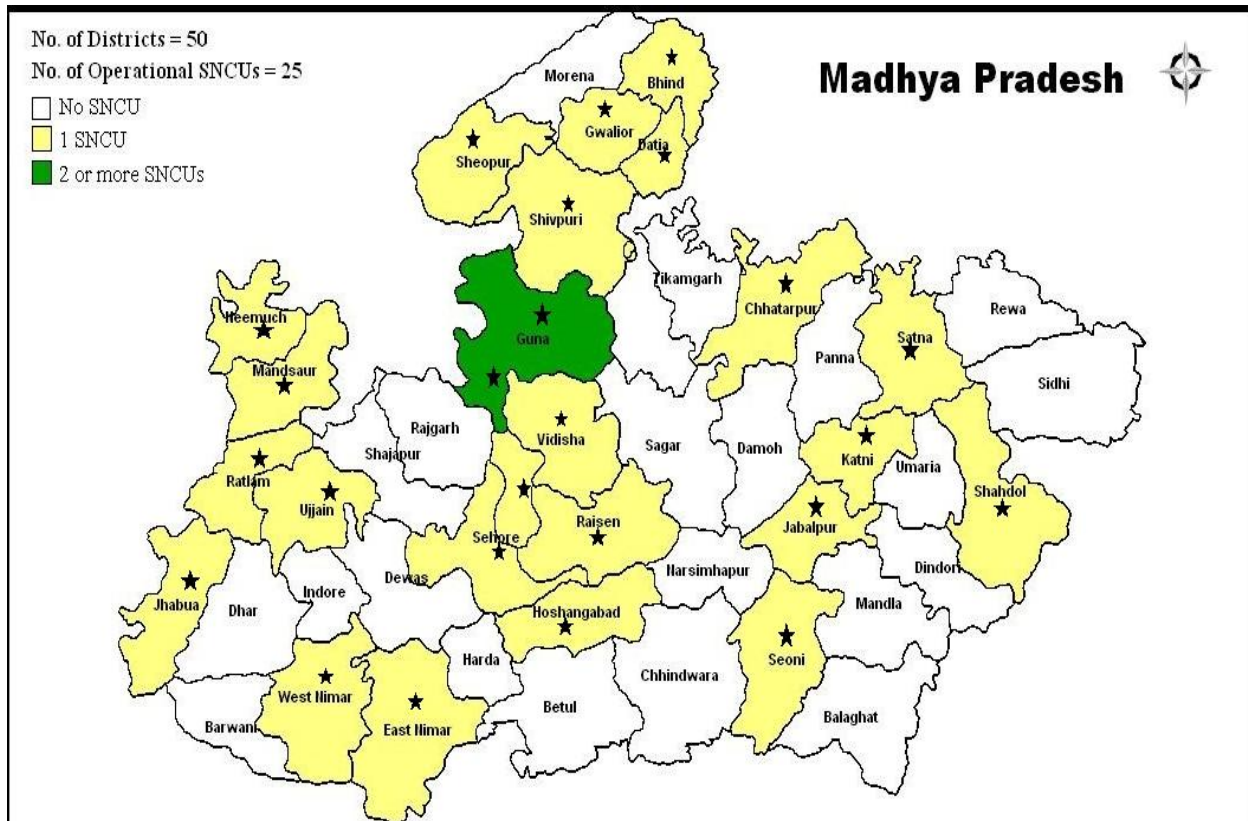 No. of Districts = 50
No. of Operational SNCUs = 25
No SNCU
1 SNCU
2 or more SNCUs
Madhya Pradesh
Morena
Bhind
Gwalior
Datia
Sheopur
Shivpuri
Tikamgarh
Chhatarpur
Rewa
Neemuch
Guna
Panna
Satna
Sidhi
Mandsaur
Rajgarh
Vidisha
Sagar
Damoh
Katni
Umaria
Shajapur
Ratlam
Ujjain
Shahdol
Raisen
Jabalpur
Sehore
Narsimhapur
Dindori
Dewas
Indore
Jhabua
Dhar
Hoshangabad
Mandla
Harda
Seoni
Chhindwara
West Nimar
Betul
Balaghat
Barwani
East Nimar